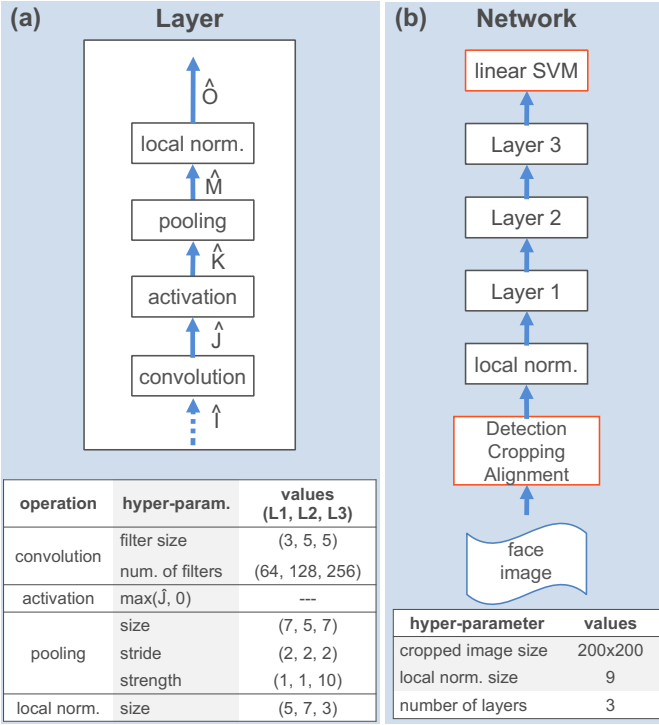 (a) Layer
Ô
local norm.
M̂
pooling
K̂
activation
Ĵ
convolution
Î
operation hyper-param. values
(L1, L2, L3)
convolution filter size (3, 5, 5)
num. of filters (64, 128, 256)
activation max(Ĵ, 0) ---
pooling size (7, 5, 7)
stride (2, 2, 2)
strength (1, 1, 10)
local norm. size (5, 7, 3)
(b) Network
linear SVM
Layer 3
Layer 2
Layer 1
local norm.
Detection
Cropping
Alignment
face
image
hyper-parameter values
cropped image size 200x200
local norm. size 9
number of layers 3